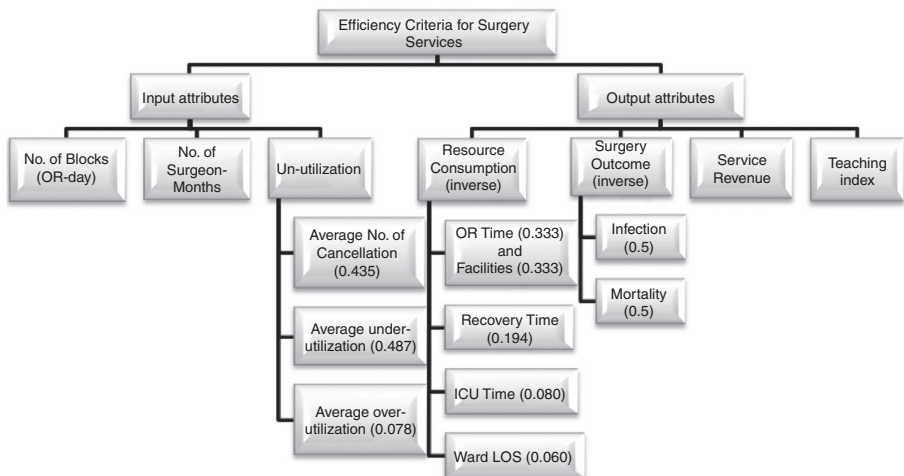 Efficiency Criteria for Surgery
Services
Input attributes
Output attributes
No. of Blocks
(OR-day)
No. of
Surgeon-
Months
Un-utilization
Resource
Consumption
(inverse)
Surgery
Outcome
(inverse)
Service
Revenue
Teaching
index
Average No. of
Cancellation
(0.435)
Average under-
utilization (0.487)
Average over-
utilization (0.078)
OR Time (0.333)
and
Facilities (0.333)
Recovery Time
(0.194)
ICU Time (0.080)
Ward LOS (0.060)
Infection
(0.5)
Mortality
(0.5)